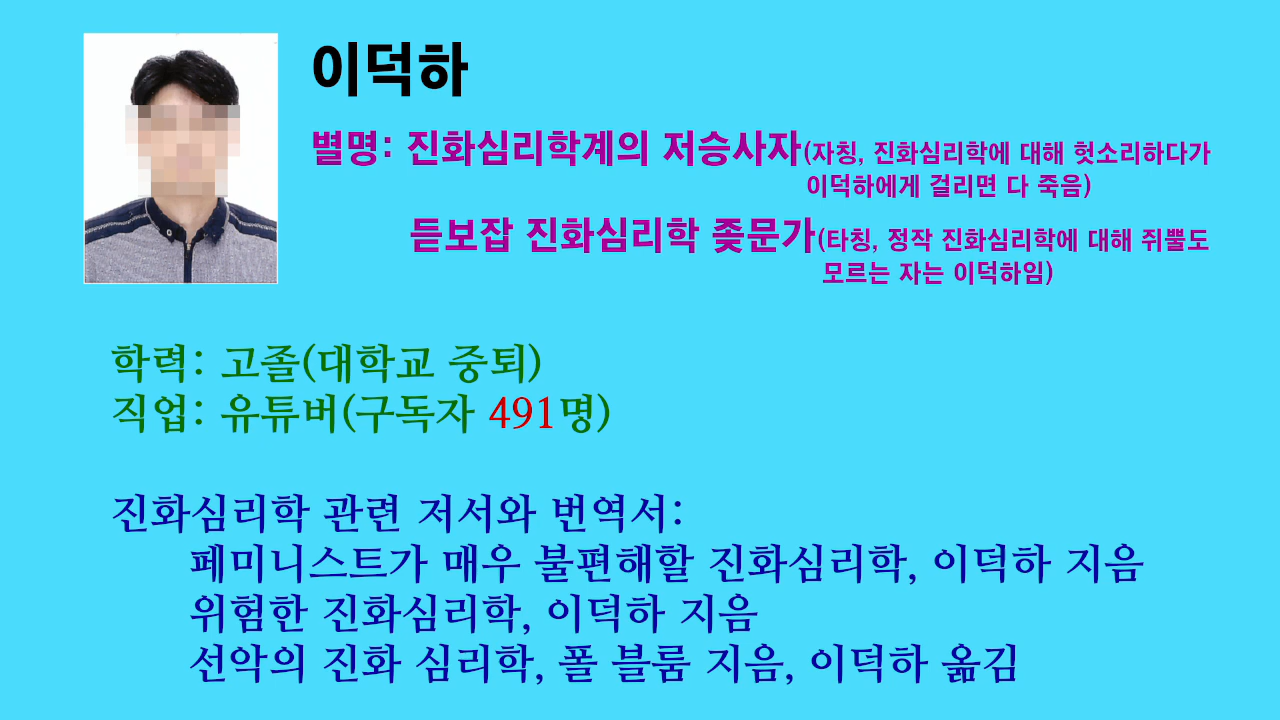 이덕하
별명: 진화심리학계의 저승사자(자칭, 진화심리학에 대해 헛소리하다가
이덕하에게 걸리면 다 죽음)
듣보잡 진화심리학 좆문가(타칭, 정작 진화심리학에 대해 쥐뿔도
모르는 자는 이덕하임)
학력: 고졸(대학교 중퇴)
직업: 유튜버(구독자 491명)
진화심리학 관련 저서와 번역서:
페미니스트가 매우 불편해할 진화심리학, 이덕하 지음
위험한 진화심리학, 이덕하 지음
선악의 진화 심리학, 폴 블룸 지음, 이덕하 옮김